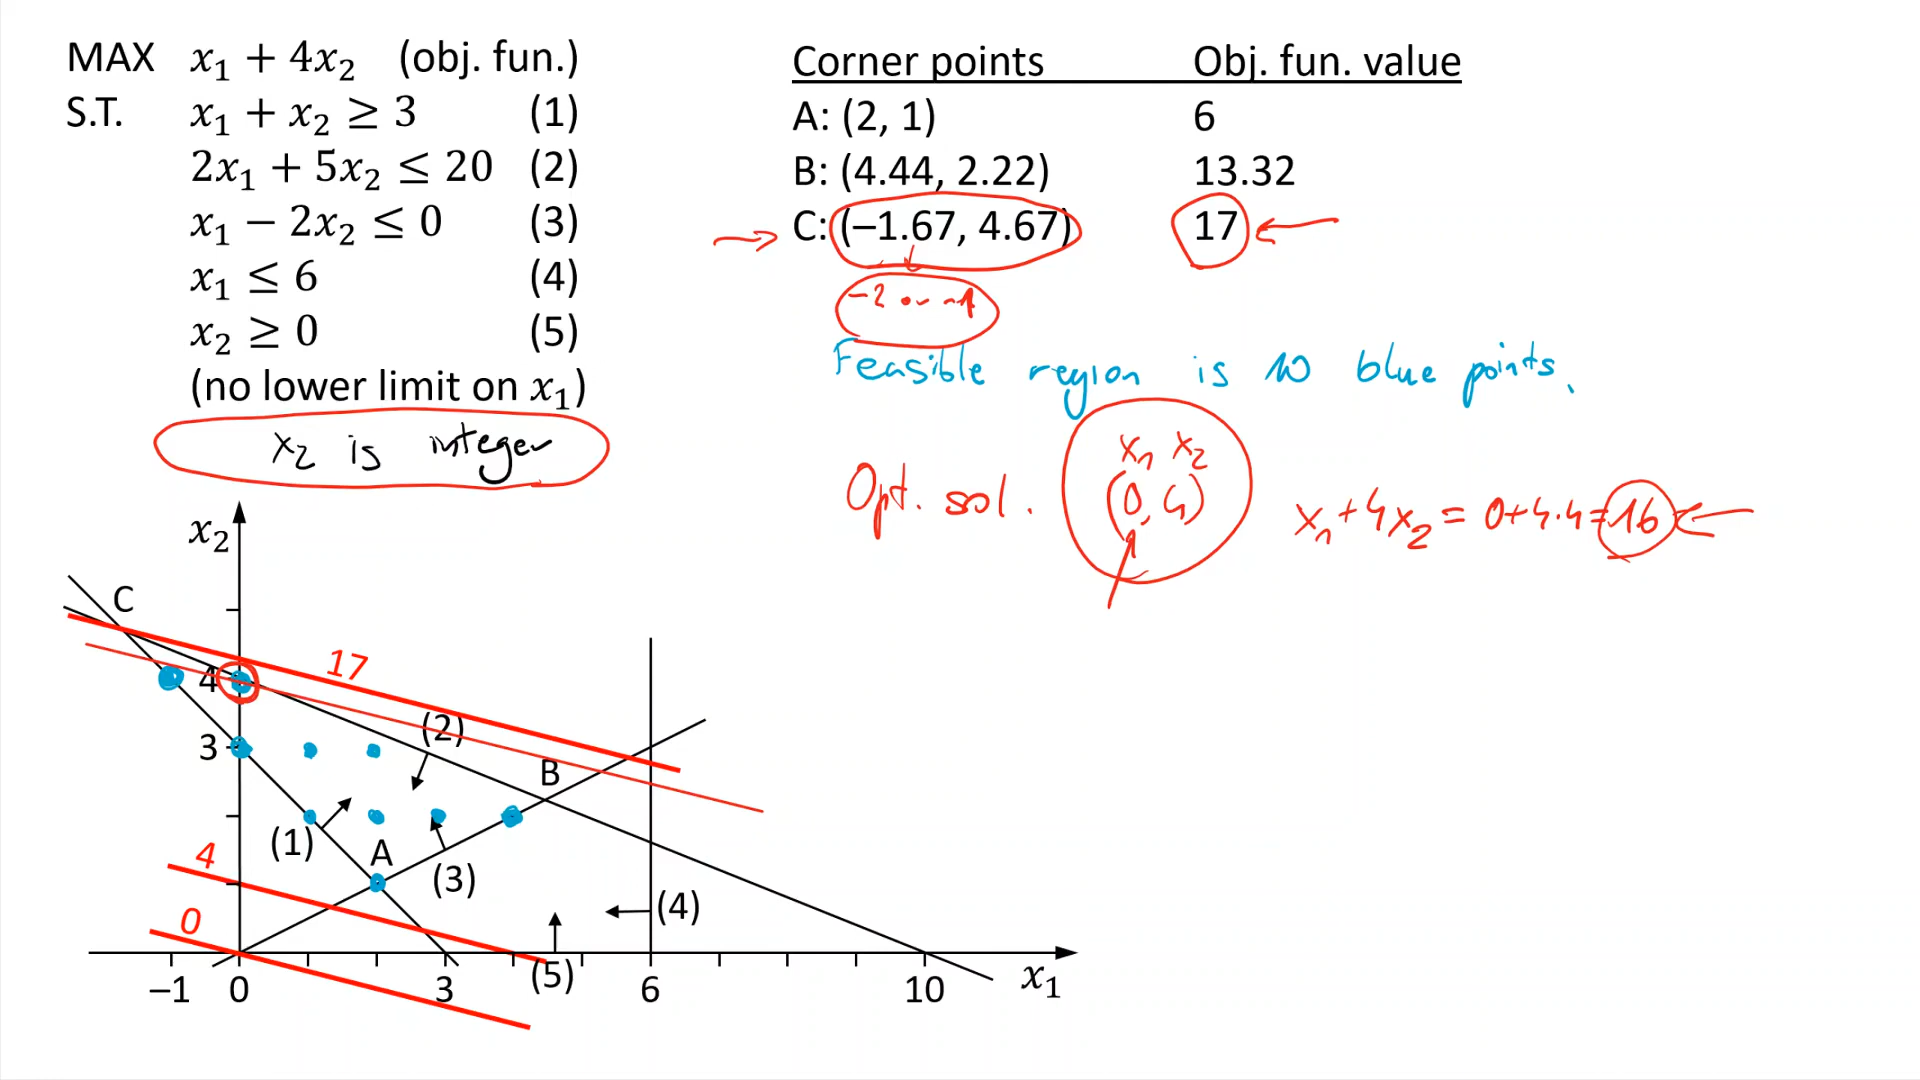 MAX x₁ + 4x₂ (obj. fun.)
S.T. x₁ + x₂ ≥ 3 (1)
2x₁ + 5x₂ ≤ 20 (2)
x₁ − 2x₂ ≤ 0 (3)
x₁ ≤ 6 (4)
x₂ ≥ 0 (5)
(no lower limit on x₁)
x₂ is integer
Corner points Obj. fun. value
A: (2, 1) 6
B: (4.44, 2.22) 13.32
C: (–1.67, 4.67) 17
-2 or -1
Feasible region is 10 blue points.
x₁ x₂
Opt. sol. (0, 4) x₁+4x₂ = 0+4·4=16
x₂
C
17
4
(2)
3
B
(1)
A
4
(3)
(4)
0
(5)
–1 0 3 6 10 x₁